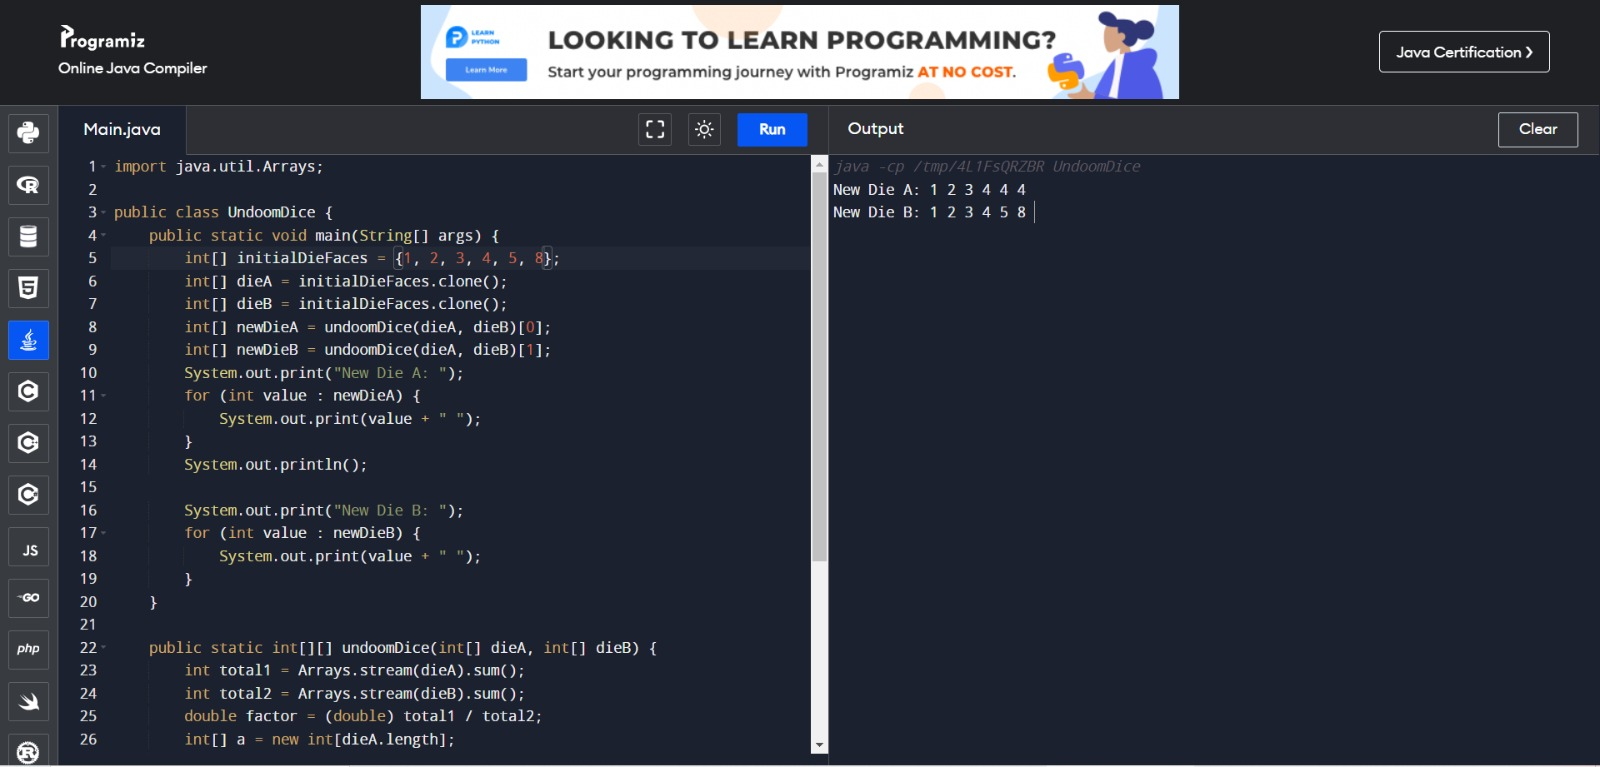 Programiz
Online Java Compiler
LEARN
PYTHON
Learn More
LOOKING TO LEARN PROGRAMMING?
Start your programming journey with Programiz AT NO COST.
Java Certification ❯
Main.java
Run
Output
Clear
1 import java.util.Arrays;
2
3 public class UndoomDice {
4 public static void main(String[] args) {
5 int[] initialDieFaces = {1, 2, 3, 4, 5, 8};
6 int[] dieA = initialDieFaces.clone();
7 int[] dieB = initialDieFaces.clone();
8 int[] newDieA = undoomDice(dieA, dieB)[0];
9 int[] newDieB = undoomDice(dieA, dieB)[1];
10 System.out.print("New Die A: ");
11 for (int value : newDieA) {
12 System.out.print(value + " ");
13 }
14 System.out.println();
15
16 System.out.print("New Die B: ");
17 for (int value : newDieB) {
18 System.out.print(value + " ");
19 }
20 }
21
22 public static int[][] undoomDice(int[] dieA, int[] dieB) {
23 int total1 = Arrays.stream(dieA).sum();
24 int total2 = Arrays.stream(dieB).sum();
25 double factor = (double) total1 / total2;
26 int[] a = new int[dieA.length];
java -cp /tmp/4L1FsQRZBR UndoomDice
New Die A: 1 2 3 4 4 4
New Die B: 1 2 3 4 5 8
R
5
C
C
C
JS
GO
php
R